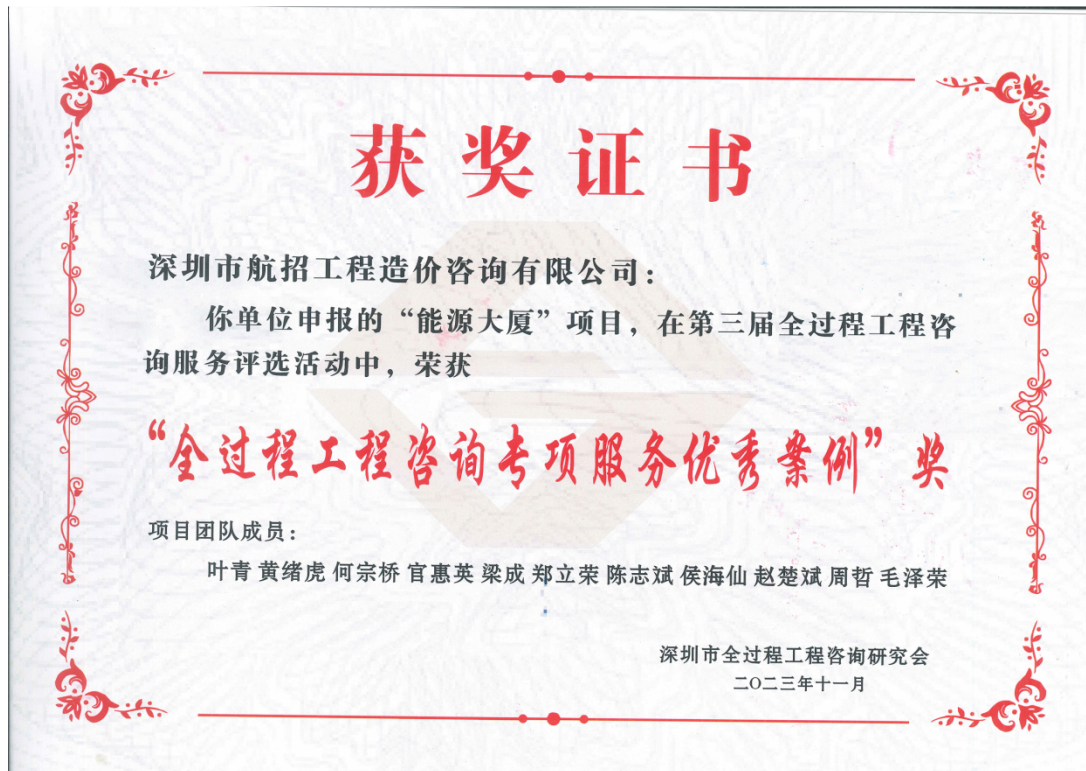 获奖证书
深圳市航招工程造价咨询有限公司：
你单位申报的“能源大厦”项目，在第三届全过程工程咨
询服务评选活动中，荣获
“全过程工程咨询专项服务优秀案例”奖
项目团队成员：
叶青 黄绪虎 何宗桥 官惠英 梁成 郑立荣 陈志斌 侯海仙 赵楚斌 周哲 毛泽荣
深圳市全过程工程咨询研究会
二〇二三年十一月